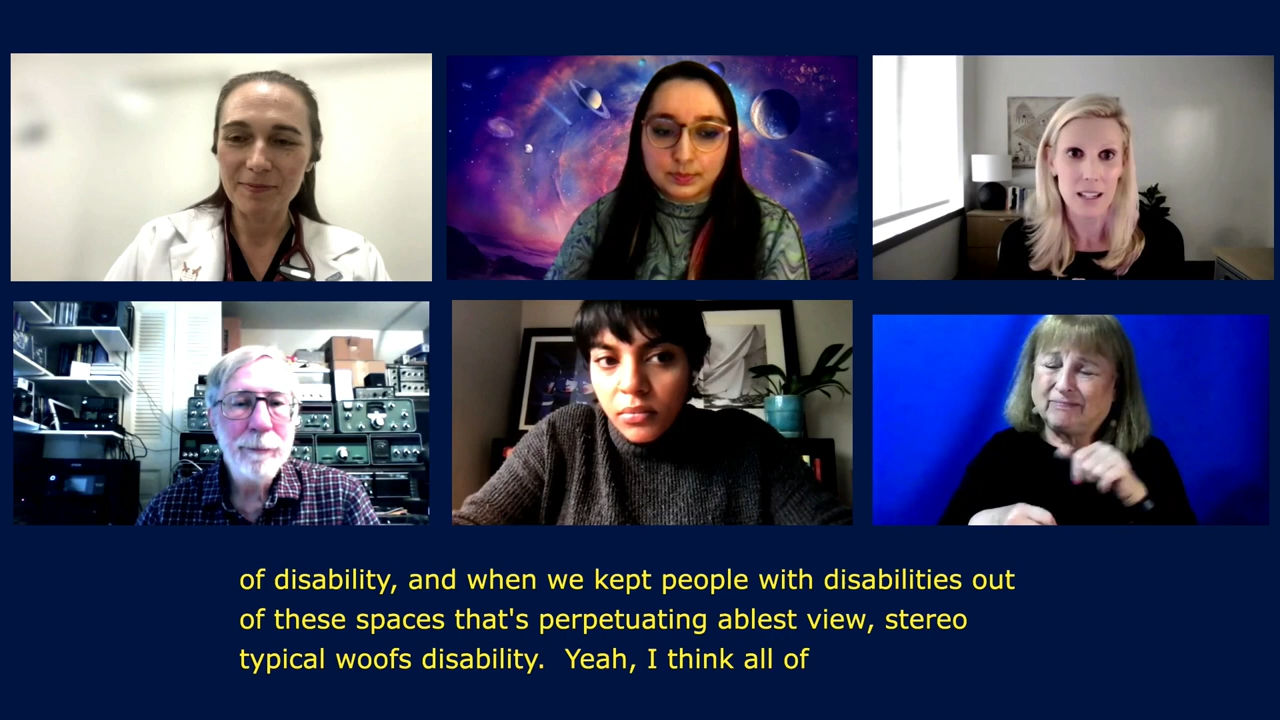 of disability, and when we kept people with disabilities out
of these spaces that's perpetuating ablest view, stereo
typical woofs disability.  Yeah, I think all of